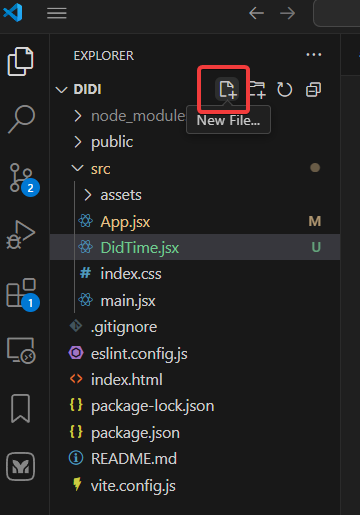 EXPLORER
DIDI
node_module
New File...
public
src
assets
App.jsx M
DidTime.jsx U
index.css
main.jsx
.gitignore
eslint.config.js
index.html
package-lock.json
package.json
README.md
vite.config.js
2
1